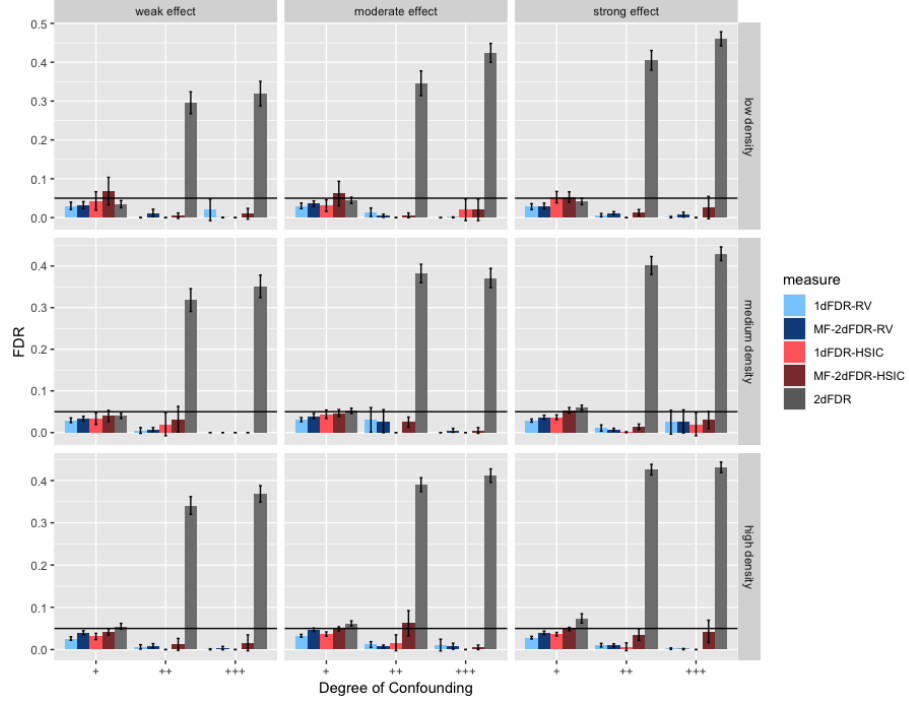 weak effect
moderate effect
strong effect
0.5
0.4
0.3
0.2
0.1
0.0
low density
0.4
0.3
0.2
0.1
0.0
medium density
0.4
0.3
0.2
0.1
0.0
high density
FDR
+ ++ +++
+ ++ +++
+ ++ +++
Degree of Confounding
measure
1dFDR-RV
MF-2dFDR-RV
1dFDR-HSIC
MF-2dFDR-HSIC
2dFDR